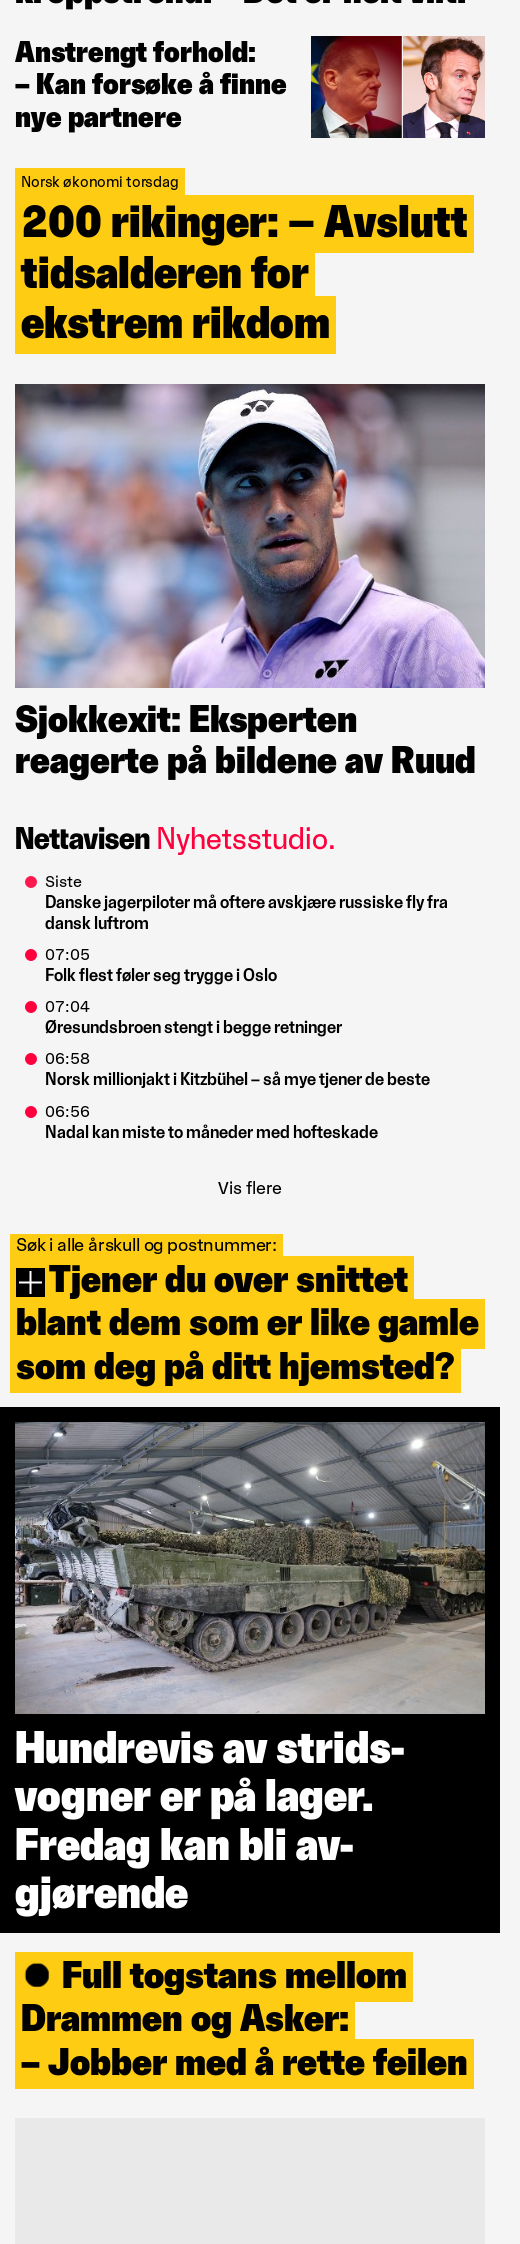 Anstrengt forhold:
– Kan forsøke å finne
nye partnere
Norsk økonomi torsdag
200 rikinger: – Avslutt
tidsalderen for
ekstrem rikdom
Sjokkexit: Eksperten
reagerte på bildene av Ruud
Nettavisen Nyhetsstudio.
Siste
Danske jagerpiloter må oftere avskjære russiske fly fra
dansk luftrom
07:05
Folk flest føler seg trygge i Oslo
07:04
Øresundsbroen stengt i begge retninger
06:58
Norsk millionjakt i Kitzbühel – så mye tjener de beste
06:56
Nadal kan miste to måneder med hofteskade
Vis flere
Søk i alle årskull og postnummer:
Tjener du over snittet
blant dem som er like gamle
som deg på ditt hjemsted?
Hundrevis av strids-
vogner er på lager.
Fredag kan bli av-
gjørende
Full togstans mellom
Drammen og Asker:
– Jobber med å rette feilen